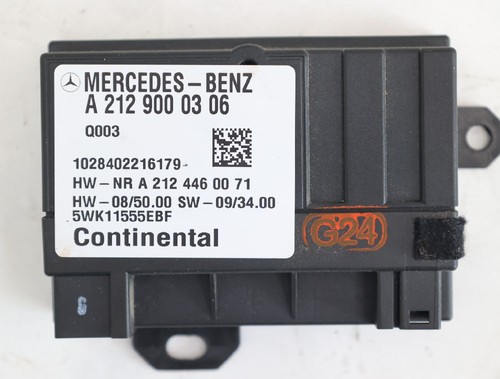 MERCEDES-BENZ
A 212 900 03 06
Q003
1028402216179
HW-NR A 212 446 00 71
HW-08/50.00 SW-09/34.00
5WK11555EBF
Continental
G24